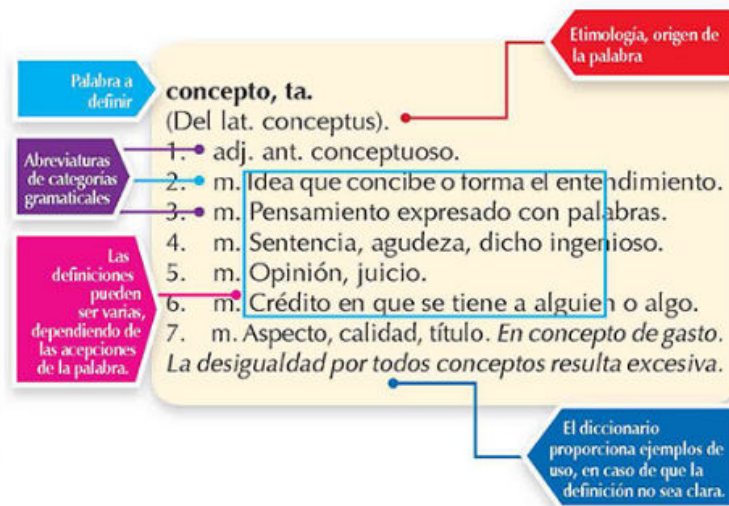 Etimología, origen de
la palabra
Palabra a
definir
concepto, ta.
(Del lat. conceptus).
Abreviaturas
de categorías
gramaticales
1. adj. ant. conceptuoso.
2. m. Idea que concibe o forma el entendimiento.
3. m. Pensamiento expresado con palabras.
4. m. Sentencia, agudeza, dicho ingenioso.
5. m. Opinión, juicio.
6. m. Crédito en que se tiene a alguien o algo.
7. m. Aspecto, calidad, título. En concepto de gasto.
La desigualdad por todos conceptos resulta excesiva.
Las
definiciones
pueden
ser varias,
dependiendo de
las acepciones
de la palabra.
El diccionario
proporciona ejemplos de
uso, en caso de que la
definición no sea clara.